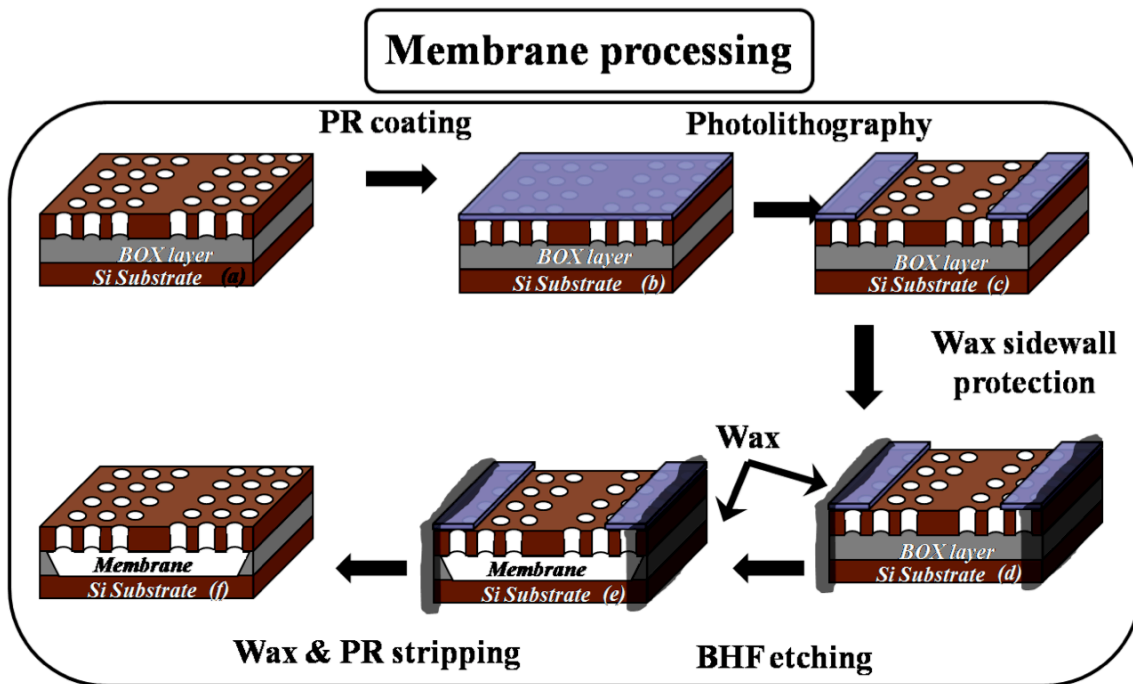 Membrane processing
PR coating
Photolithography
BOX layer
Si Substrate (a)
BOX layer
Si Substrate (b)
BOX layer
Si Substrate (c)
Wax sidewall
protection
Wax
Membrane
Si Substrate (f)
Membrane
Si Substrate (e)
BOX layer
Si Substrate (d)
Wax & PR stripping
BHF etching